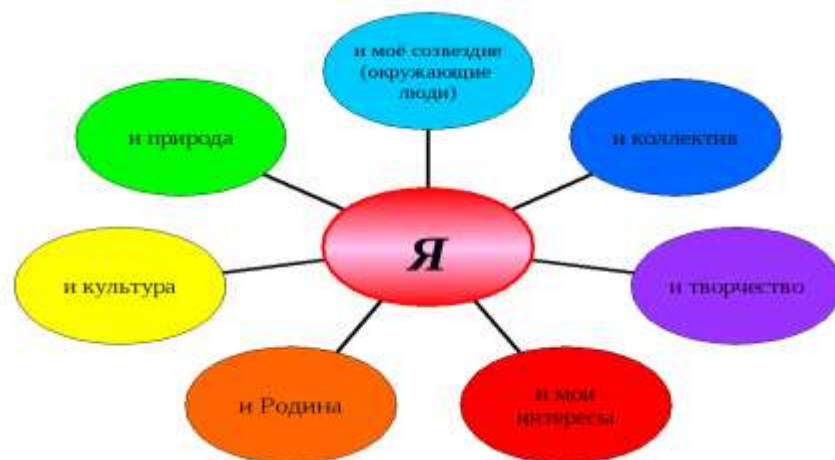 и моё созвездие
(окружающие
люди)
и природа
и коллектив
Я
и культура
и творчество
и Родина
и мои
интересы